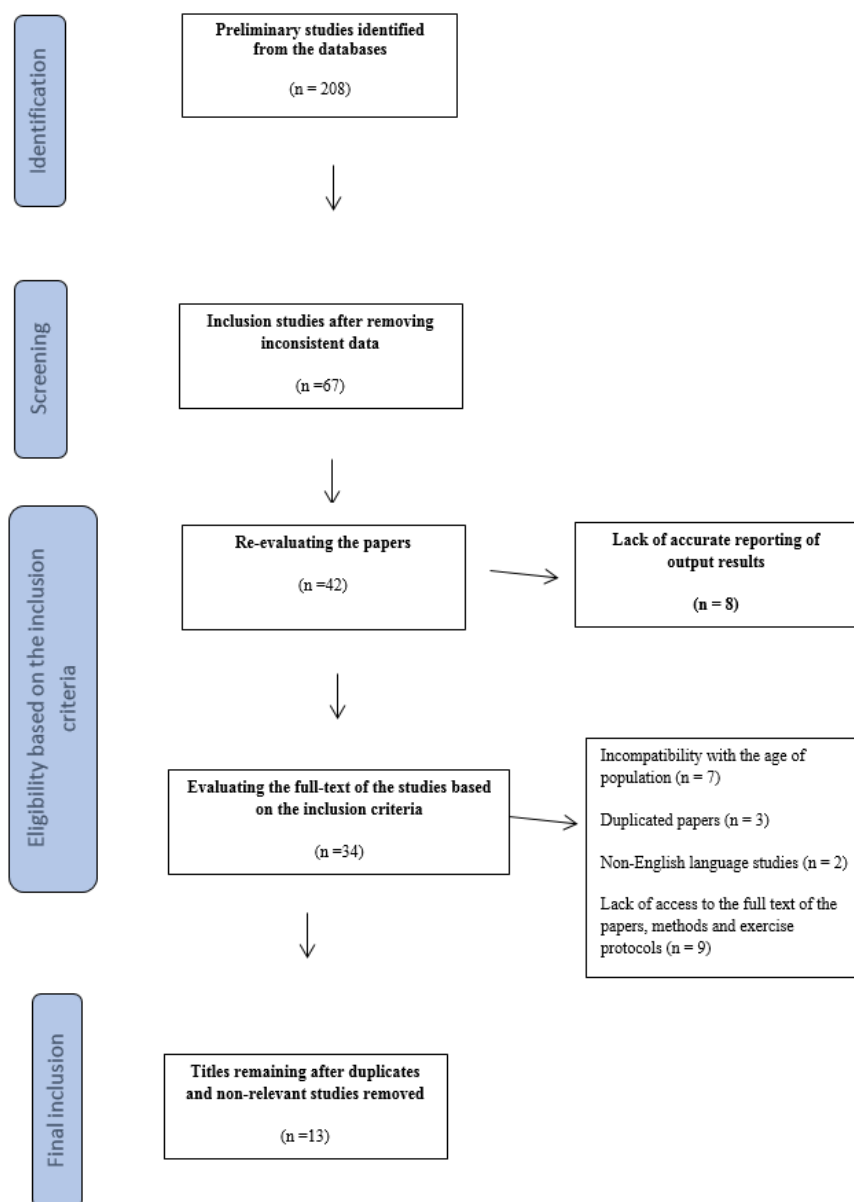 Identification
Preliminary studies identified
from the databases
(n = 208)
Screening
Inclusion studies after removing
inconsistent data
(n =67)
Eligibility based on the inclusion
criteria
Re-evaluating the papers
(n =42)
Lack of accurate reporting of
output results
(n = 8)
Evaluating the full-text of the studies based
on the inclusion criteria
(n =34)
Incompatibility with the age of
population (n = 7)
Duplicated papers (n = 3)
Non-English language studies (n = 2)
Lack of access to the full text of the
papers, methods and exercise
protocols (n = 9)
Final inclusion
Titles remaining after duplicates
and non-relevant studies removed
(n =13)